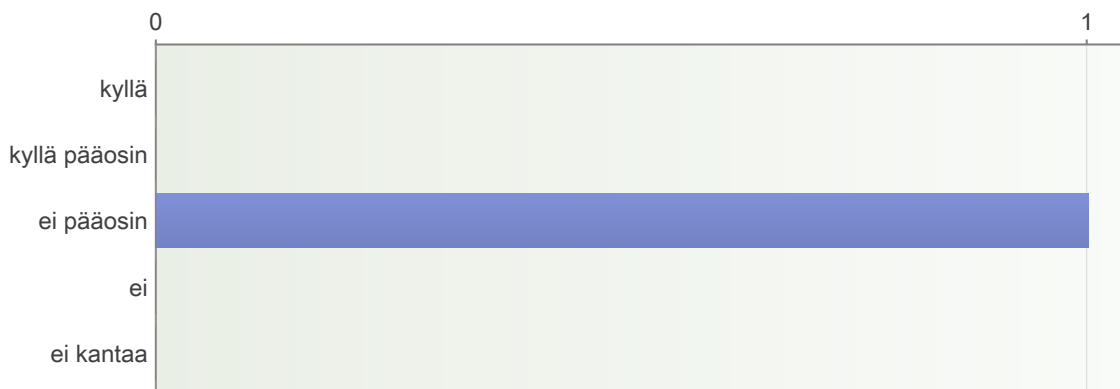 0 1
kyllä
kyllä pääosin
ei pääosin
ei
ei kantaa